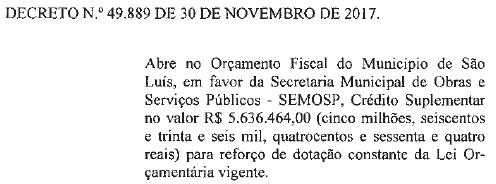 DECRETO N.º 49.889 DE 30 DE NOVEMBRO DE 2017.
Abre no Orçamento Fiscal do Município de São
Luís, em favor da Secretaria Municipal de Obras e
Serviços Públicos - SEMOSP, Crédito Suplementar
no valor R$ 5.636.464,00 (cinco milhões, seiscentos
e trinta e seis mil, quatrocentos e sessenta e quatro
reais) para reforço de dotação constante da Lei Or-
çamentária vigente.